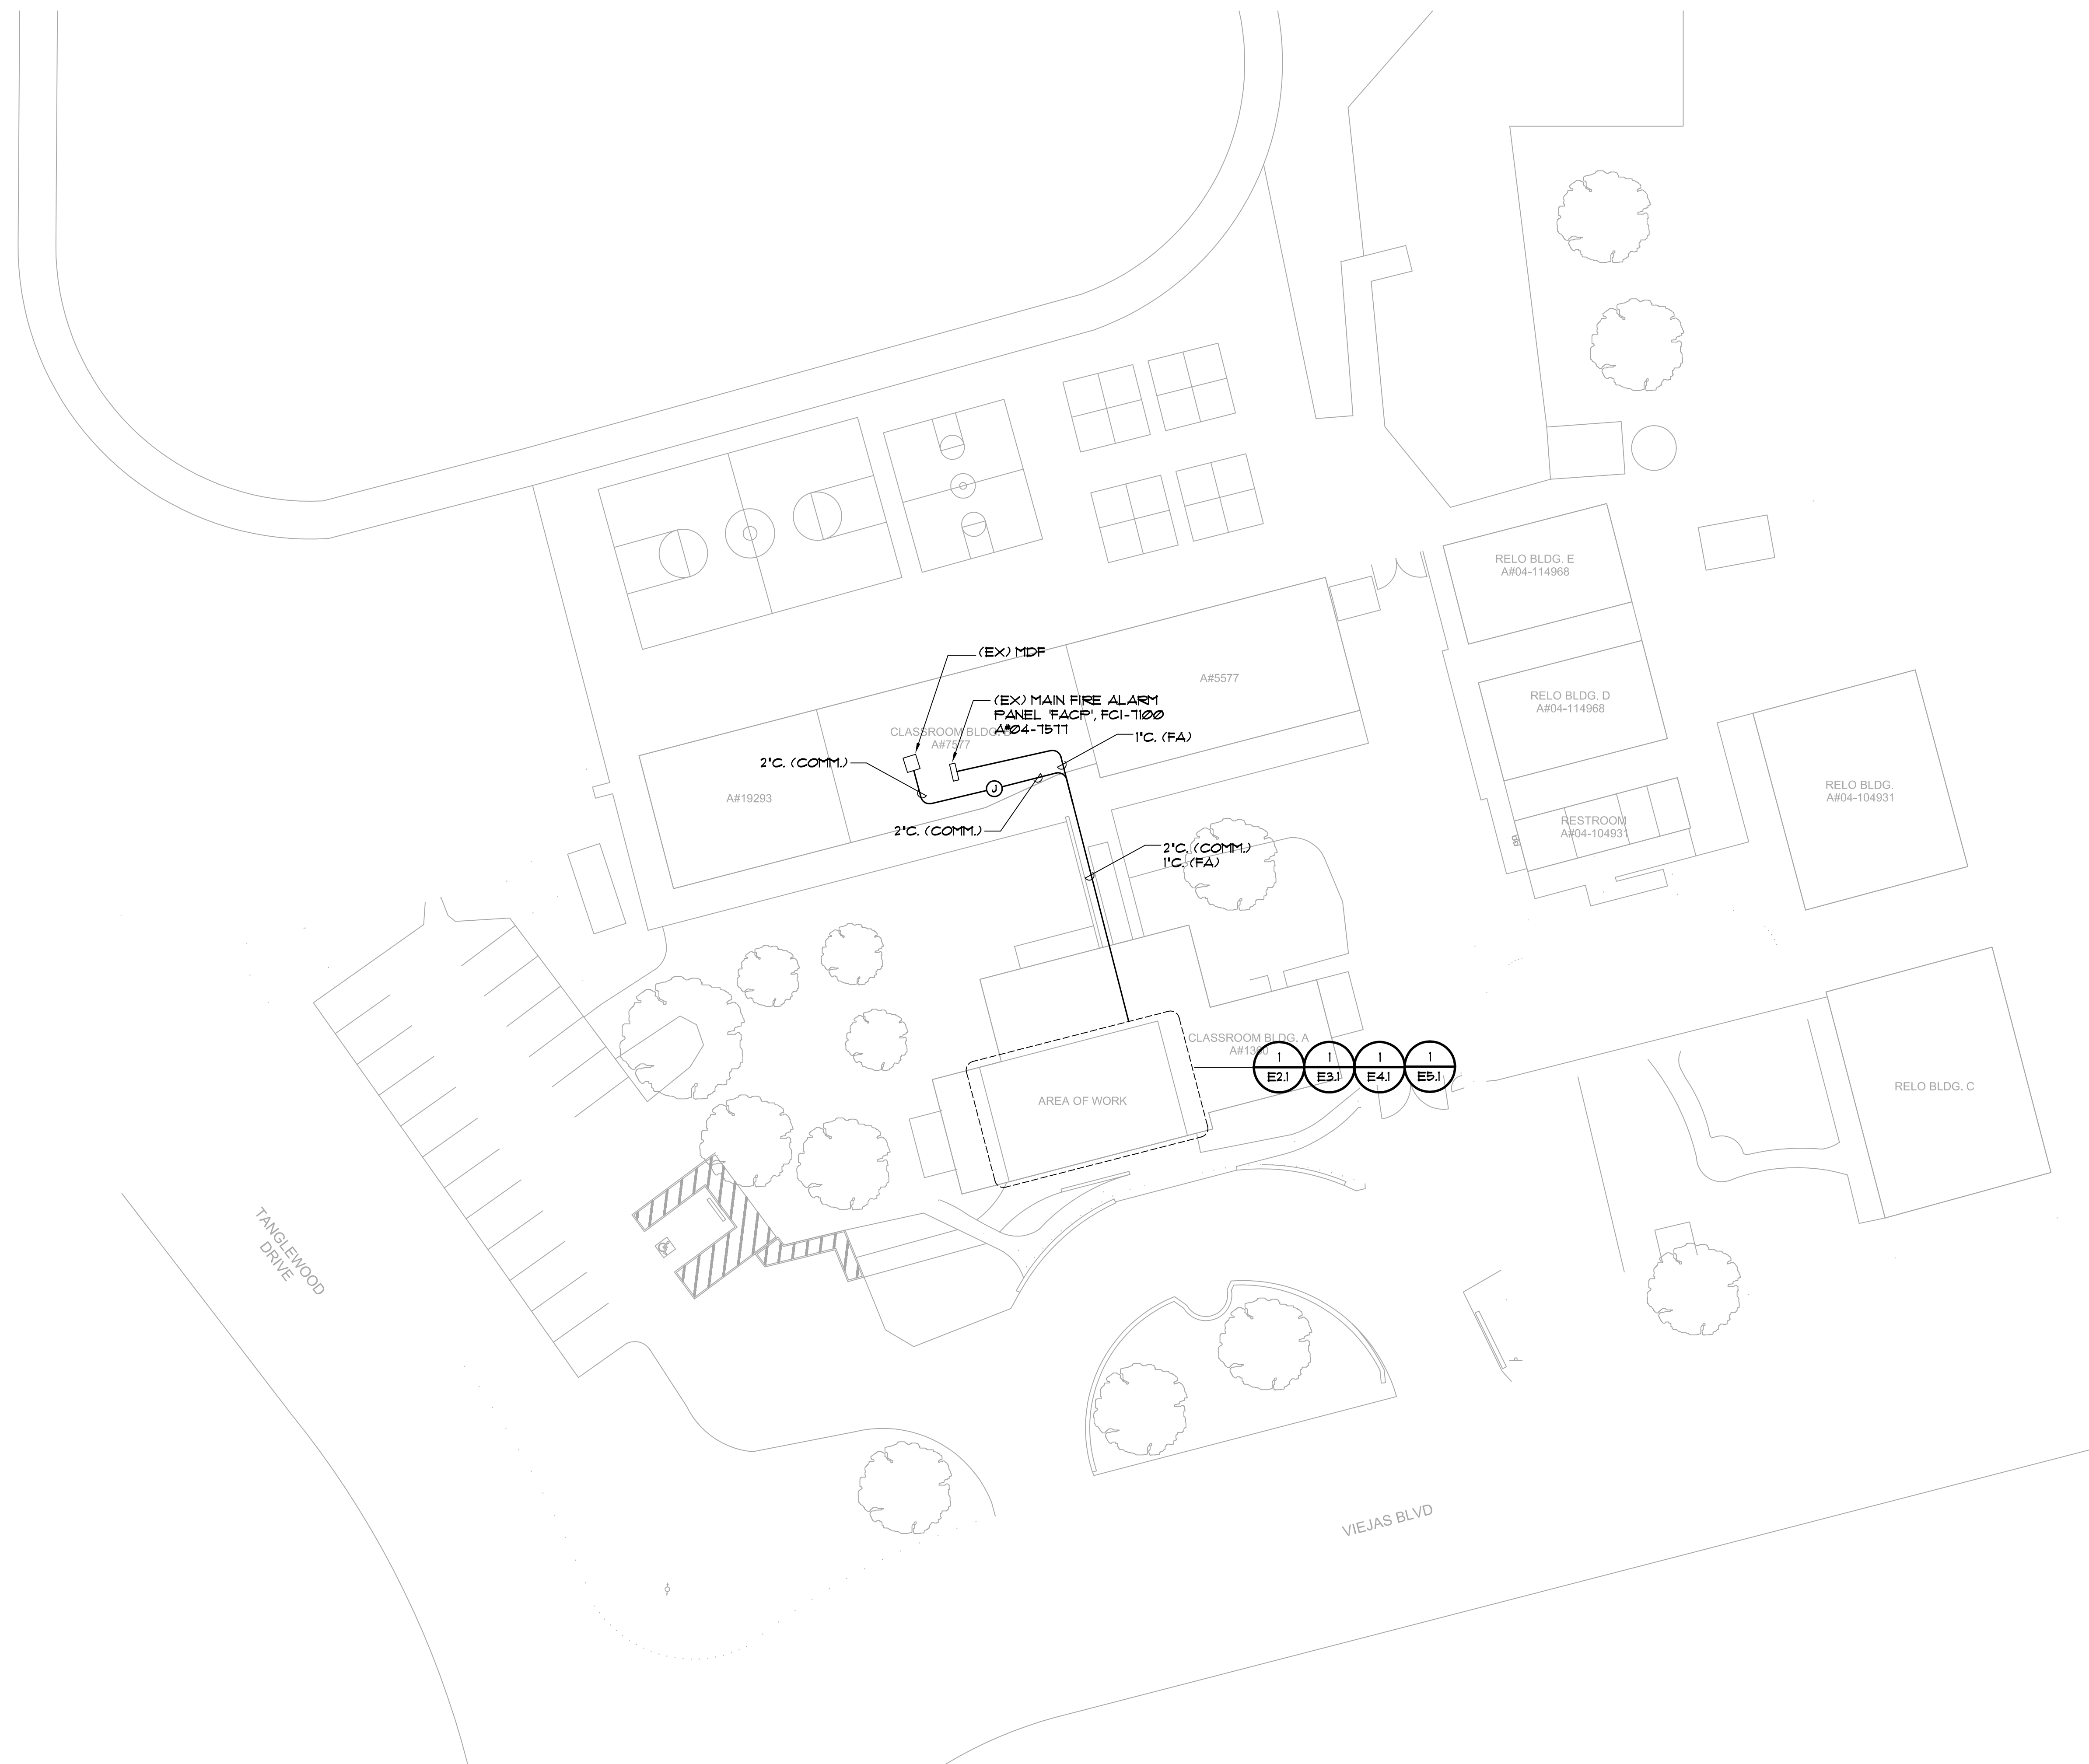 RELO BLDG. E
A#04-114968
(EX) MDF
A#5577
(EX) MAIN FIRE ALARM
PANEL 'FACP', FCI-7100
A#04-7577
CLASSROOM BLDG.
A#7577
1"C. (FA)
2"C. (COMM.)
RELO BLDG. D
A#04-114968
A#19293
J
RELO BLDG.
A#04-104931
2"C. (COMM.)
RESTROOM
A#04-104931
2"C. (COMM.)
1"C. (FA)
CLASSROOM BLDG. A
1 1 1 1
E2.1 E3.1 E4.1 E5.1
AREA OF WORK
RELO BLDG. C
TANGLEWOOD
DRIVE
VIEJAS BLVD